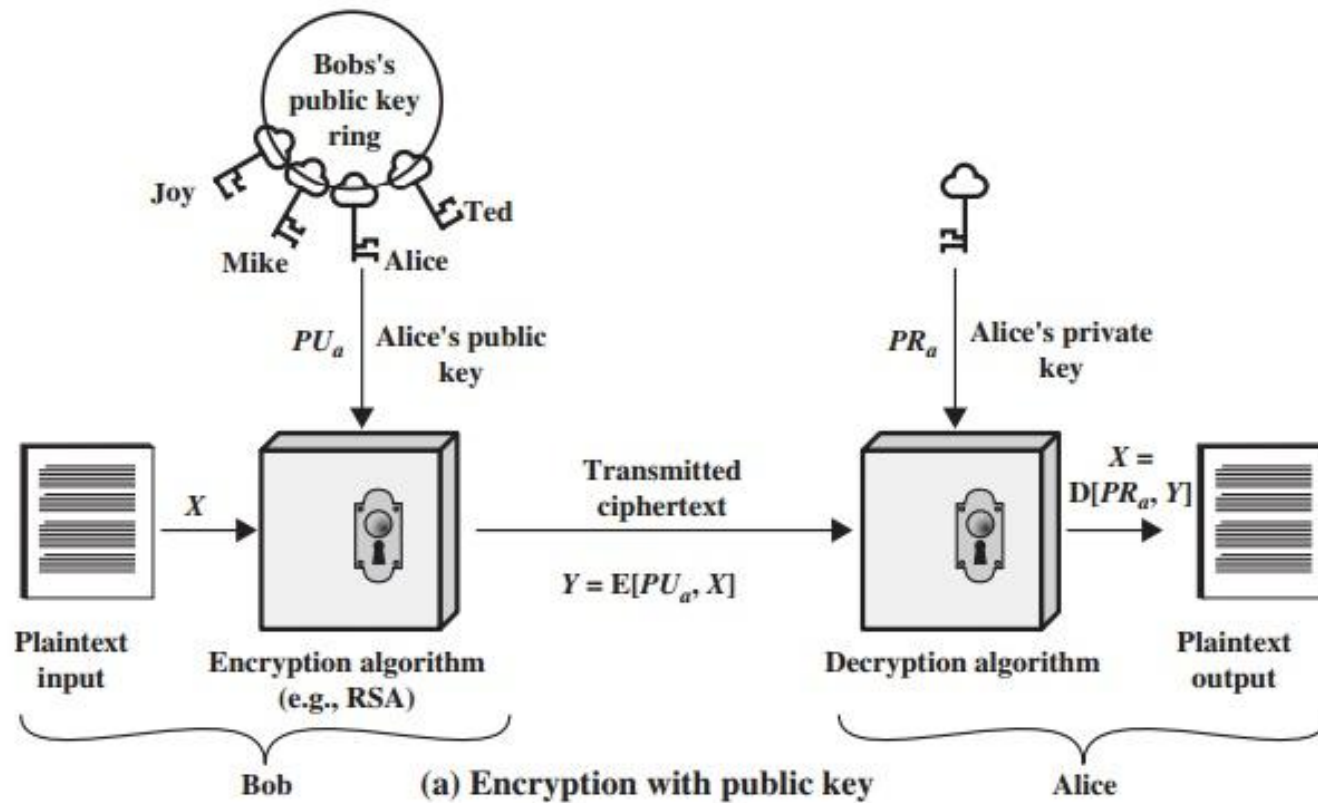 Bobs's
public key
ring
Joy
Ted
Mike
Alice
PUₐ
Alice's public
key
PRₐ
Alice's private
key
X
Transmitted
ciphertext
X =
D[PRₐ, Y]
Y = E[PUₐ, X]
Plaintext
input
Encryption algorithm
(e.g., RSA)
Decryption algorithm
Plaintext
output
Bob
(a) Encryption with public key
Alice